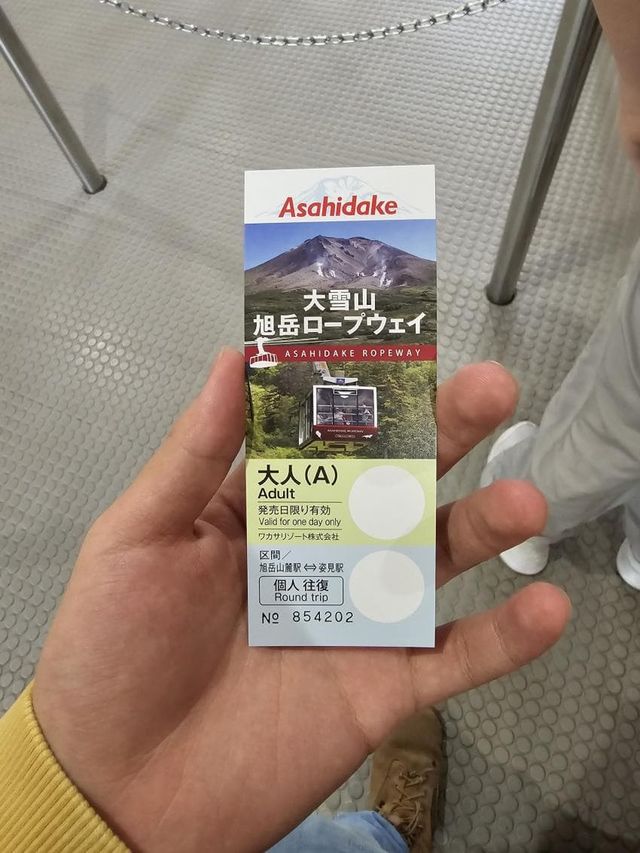 Asahidake
大雪山
旭岳ロープウェイ
ASAHIDAKE ROPEWAY
大人(A)
Adult
発売日限り有効
Valid for one day only
ワカサリゾート株式会社
区間/
旭岳山麓駅⇔姿見駅
個人 往復
Round trip
№ 854202